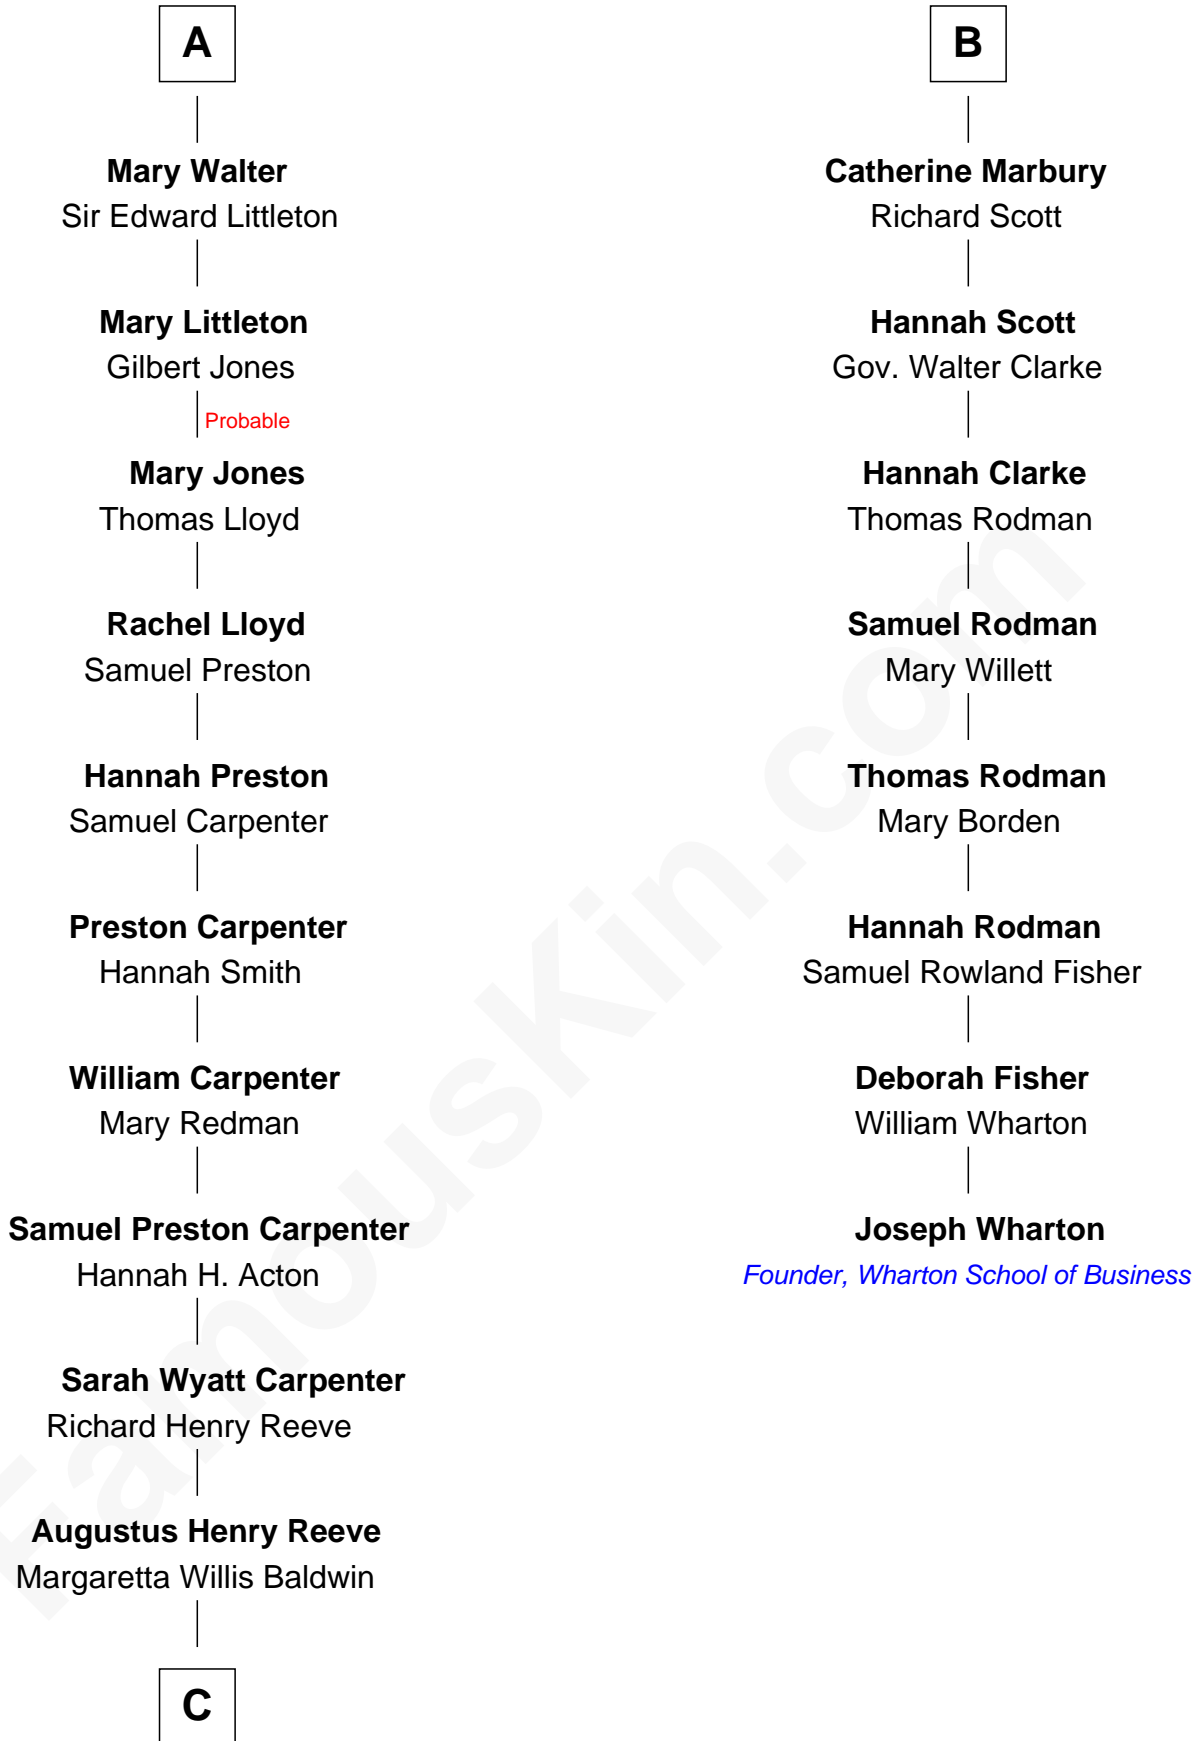 A
Mary Walter
Sir Edward Littleton
Mary Littleton
Gilbert Jones
Probable
Mary Jones
Thomas Lloyd
Rachel Lloyd
Samuel Preston
Hannah Preston
Samuel Carpenter
Preston Carpenter
Hannah Smith
William Carpenter
Mary Redman
Samuel Preston Carpenter
Hannah H. Acton
Sarah Wyatt Carpenter
Richard Henry Reeve
Augustus Henry Reeve
Margaretta Willis Baldwin
C
B
Catherine Marbury
Richard Scott
Hannah Scott
Gov. Walter Clarke
Hannah Clarke
Thomas Rodman
Samuel Rodman
Mary Willett
Thomas Rodman
Mary Borden
Hannah Rodman
Samuel Rowland Fisher
Deborah Fisher
William Wharton
Joseph Wharton
Founder, Wharton School of Business
FamousKin.com